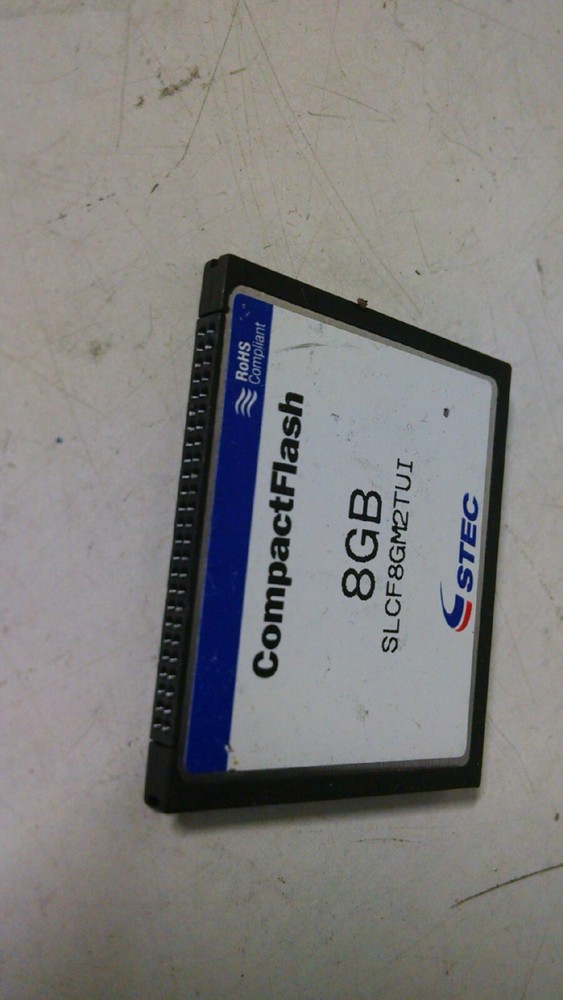 RoHS
Compliant
CompactFlash
8GB
SLCF8GM2TUI
STEC